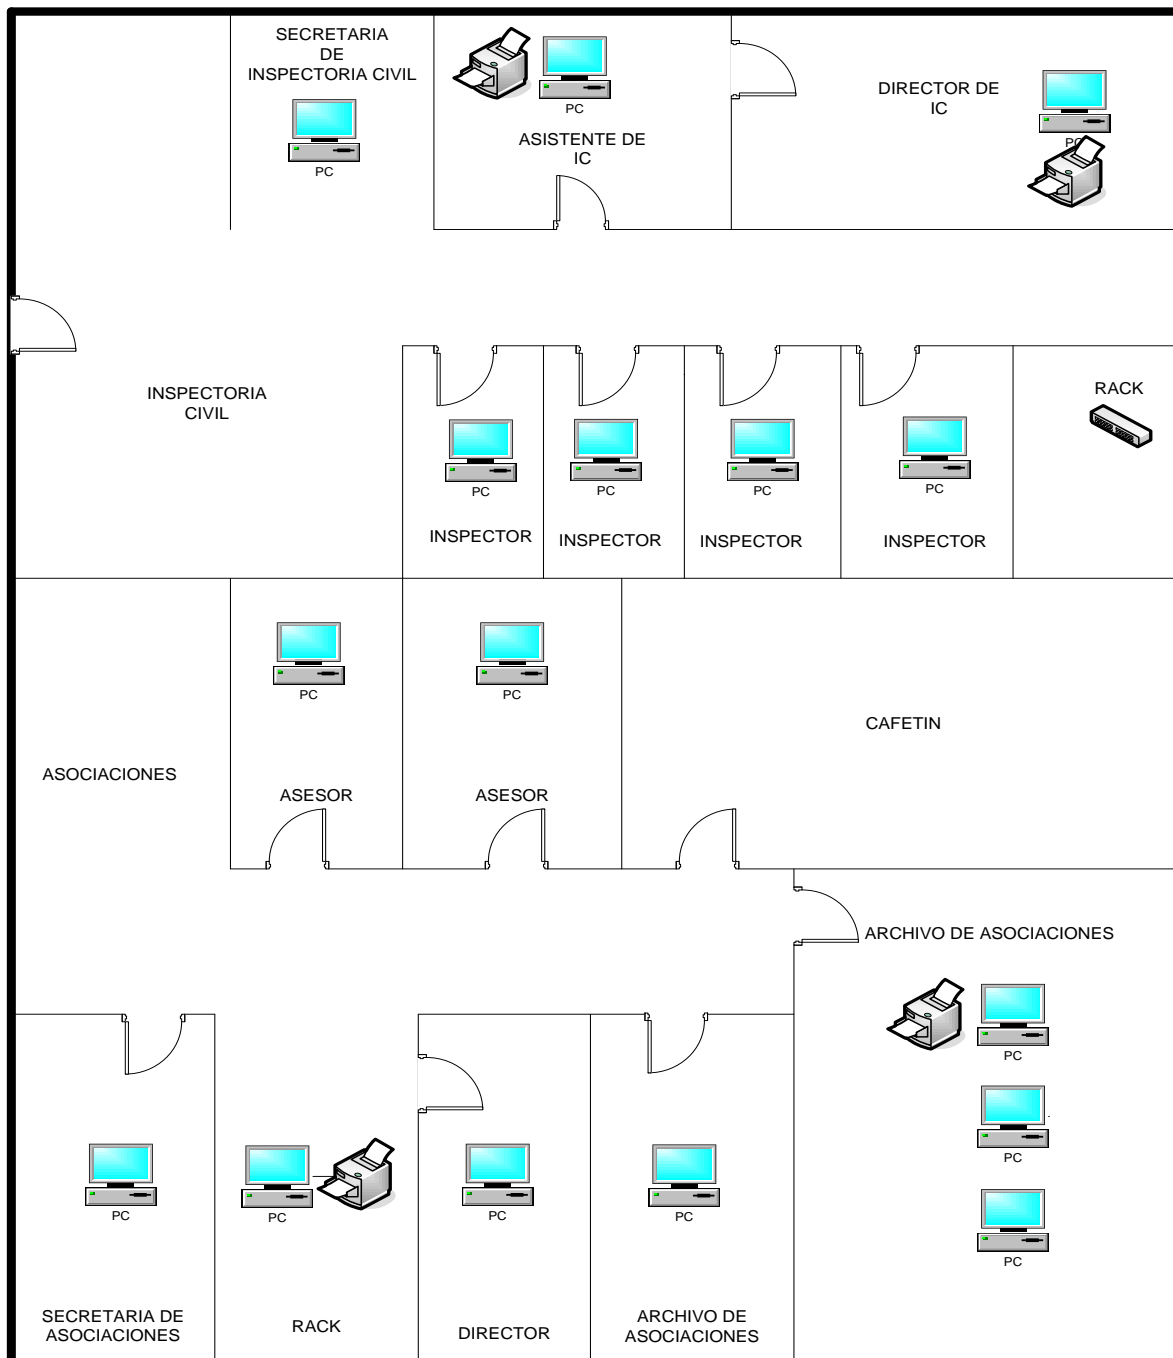 SECRETARIA
DE
INSPECTORIA CIVIL
PC
PC
ASISTENTE DE
IC
DIRECTOR DE
IC
PC
INSPECTORIA
CIVIL
PC
INSPECTOR
PC
INSPECTOR
PC
INSPECTOR
PC
INSPECTOR
RACK
ASOCIACIONES
PC
ASESOR
PC
ASESOR
CAFETIN
ARCHIVO DE ASOCIACIONES
PC
PC
PC
PC
SECRETARIA DE
ASOCIACIONES
PC
RACK
PC
DIRECTOR
PC
ARCHIVO DE
ASOCIACIONES